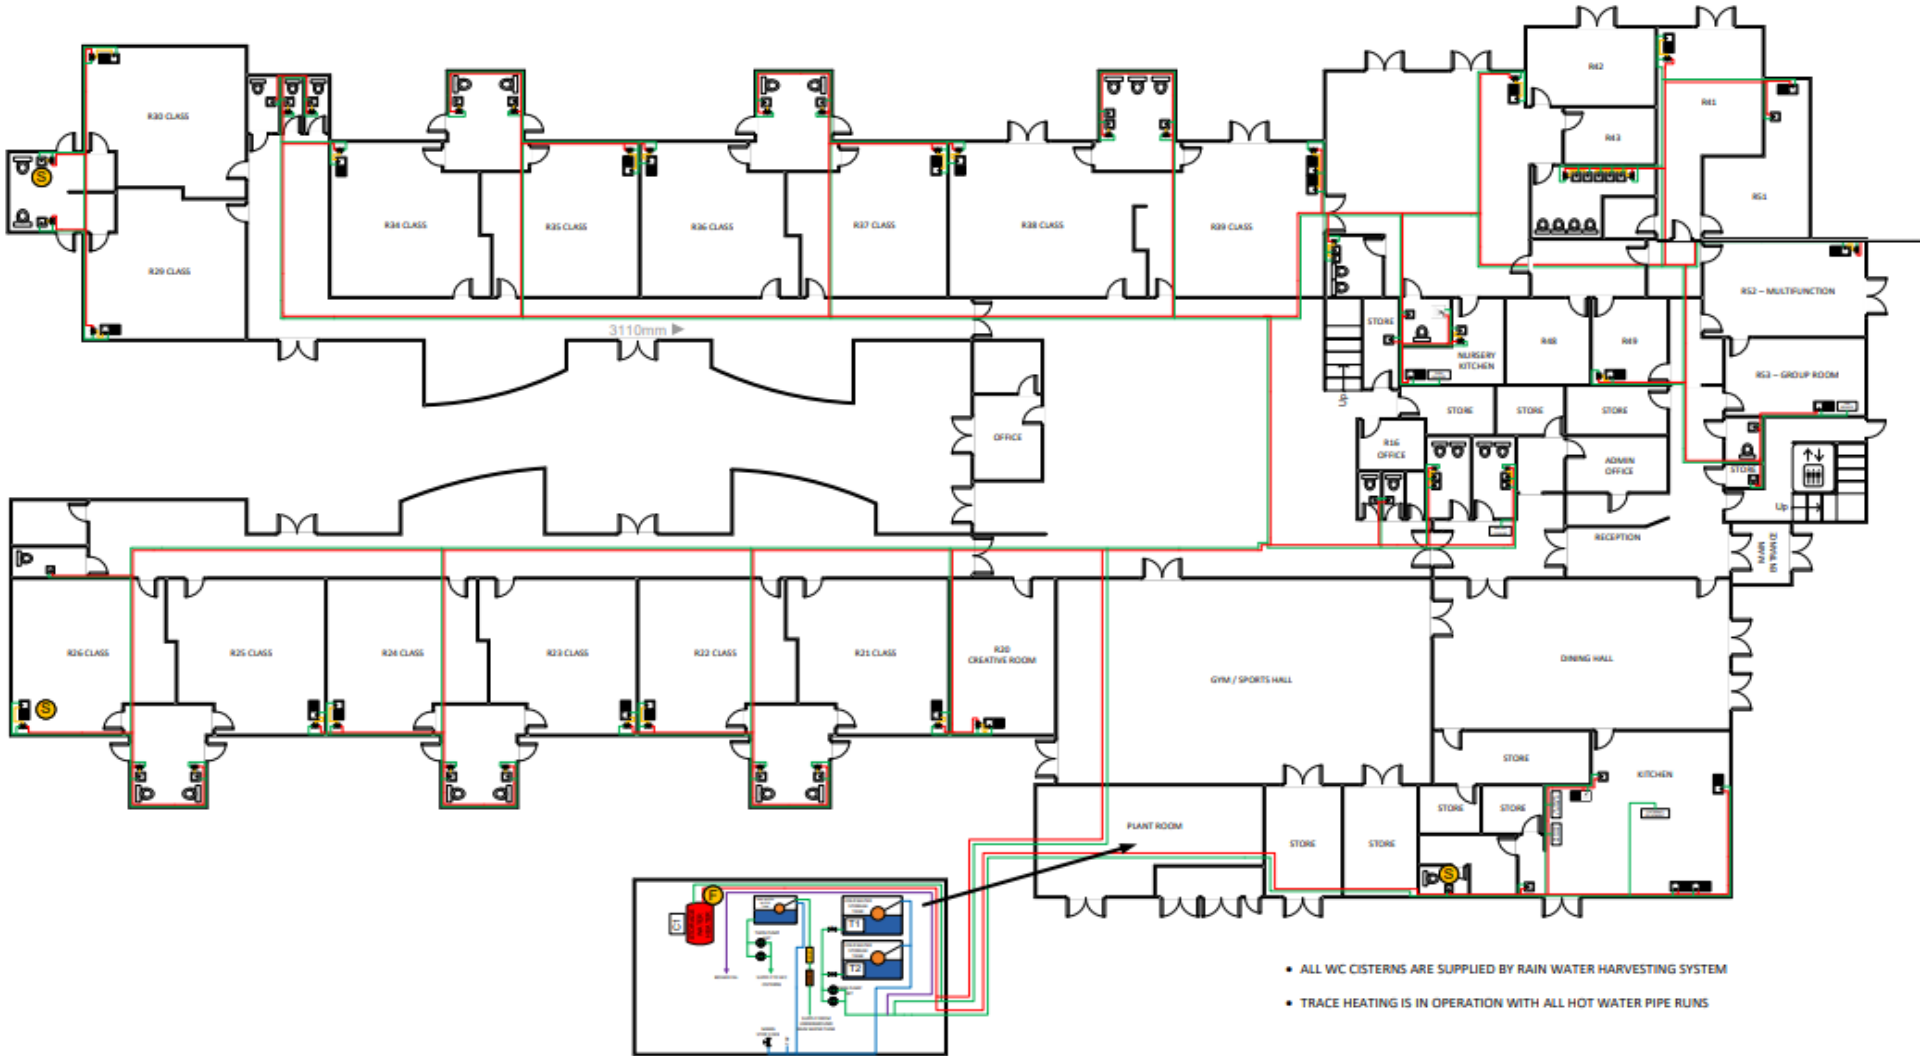 R42
R30 CLASS
R41
R43
R51
R34 CLASS
R35 CLASS
R36 CLASS
R37 CLASS
R38 CLASS
R39 CLASS
R29 CLASS
R52 – MULTIFUNCTION
3110mm
STORE
R48
R49
NURSERY
KITCHEN
R53 – GROUP ROOM
Up
STORE
STORE
STORE
OFFICE
R16
OFFICE
ADMIN
OFFICE
STORE
Up
RECEPTION
MAIN
ENTRANCE
R26 CLASS
R25 CLASS
R24 CLASS
R23 CLASS
R22 CLASS
R21 CLASS
R20
CREATIVE ROOM
GYM / SPORTS HALL
DINING HALL
S
S
STORE
KITCHEN
STORE
STORE
PLANT ROOM
STORE
STORE
S
F
C1
T1
T2
• ALL WC CISTERNS ARE SUPPLIED BY RAIN WATER HARVESTING SYSTEM
• TRACE HEATING IS IN OPERATION WITH ALL HOT WATER PIPE RUNS